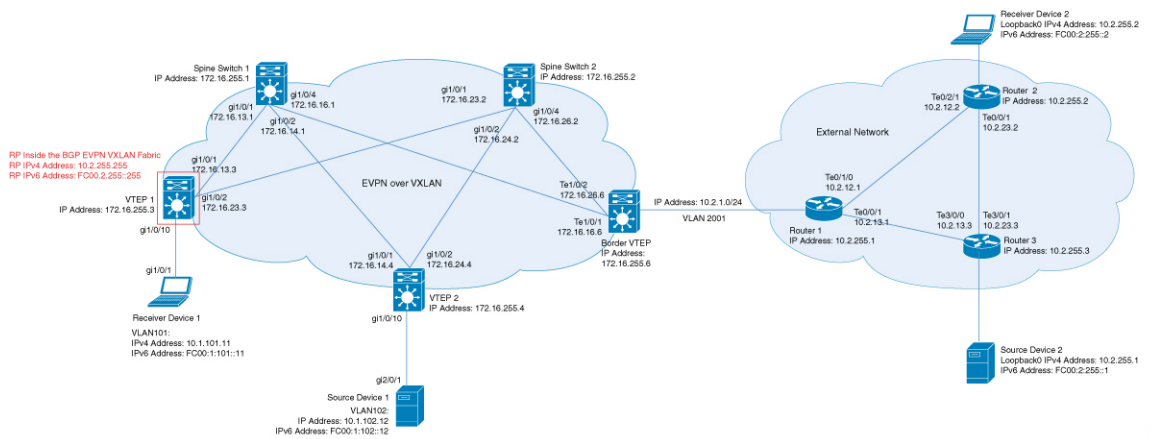 Receiver Device 2
Loopback0 IPv4 Address: 10.2.255.2
IPv6 Address: FC00:2:255::2
Spine Switch 1
IP Address: 172.16.255.1
Spine Switch 2
IP Address: 172.16.255.2
gi1/0/4
172.16.16.1
gi1/0/1
172.16.13.1
gi1/0/2
172.16.14.1
gi1/0/1
172.16.23.2
gi1/0/4
172.16.26.2
gi1/0/2
172.16.24.2
Te0/2/1
10.2.12.2
Router 2
IP Address: 10.2.255.2
Te0/0/1
10.2.23.2
External Network
RP Inside the BGP EVPN VXLAN Fabric
RP IPv4 Address: 10.2.255.255
RP IPv6 Address: FC00.2.255::255
gi1/0/1
172.16.13.3
EVPN over VXLAN
VTEP 1
IP Address: 172.16.255.3
gi1/0/2
172.16.23.3
gi1/0/10
Te1/0/2
172.16.26.6
Te1/0/1
172.16.16.6
Border VTEP
IP Address:
172.16.255.6
IP Address: 10.2.1.0/24
VLAN 2001
Te0/1/0
10.2.12.1
Te0/0/1
10.2.13.1
Router 1
IP Address: 10.2.255.1
Te3/0/0
10.2.13.3
Te3/0/1
10.2.23.3
Router 3
IP Address: 10.2.255.3
gi1/0/1
172.16.14.4
gi1/0/2
172.16.24.4
VTEP 2
IP Address: 172.16.255.4
gi1/0/10
gi1/0/1
Receiver Device 1
VLAN101:
IPv4 Address: 10.1.101.11
IPv6 Address: FC00:1:101::11
gi2/0/1
Source Device 1
VLAN102:
IP Address: 10.1.102.12
IPv6 Address: FC00:1:102::12
Source Device 2
Loopback0 IPv4 Address: 10.2.255.1
IPv6 Address: FC00:2:255::1